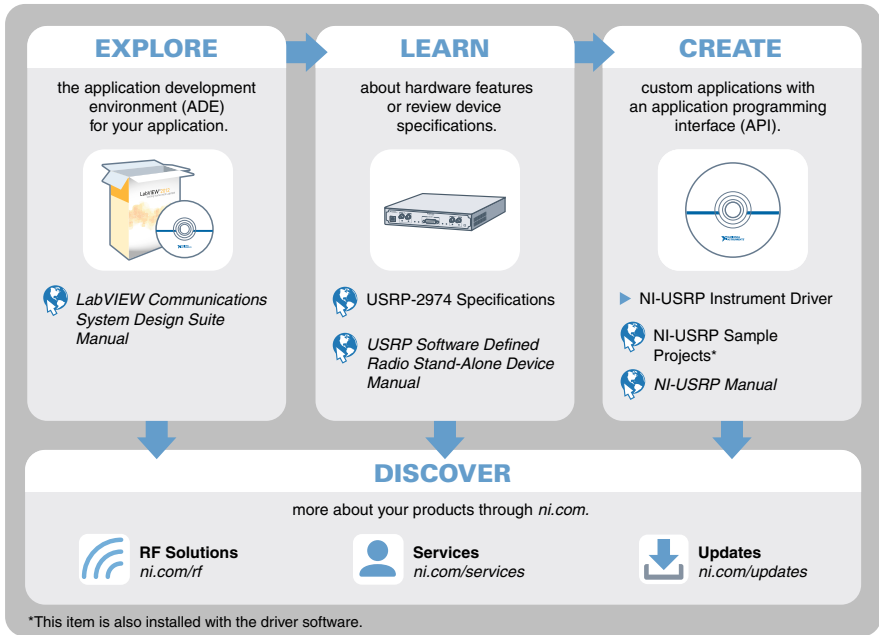 EXPLORE
the application development
environment (ADE)
for your application.
LabVIEW
LabVIEW Communications
System Design Suite
Manual
LEARN
about hardware features
or review device
specifications.
USRP-2974 Specifications
USRP Software Defined
Radio Stand-Alone Device
Manual
CREATE
custom applications with
an application programming
interface (API).
NI-USRP Instrument Driver
NI-USRP Sample
Projects*
NI-USRP Manual
DISCOVER
more about your products through ni.com.
RF Solutions
ni.com/rf
Services
ni.com/services
Updates
ni.com/updates
*This item is also installed with the driver software.